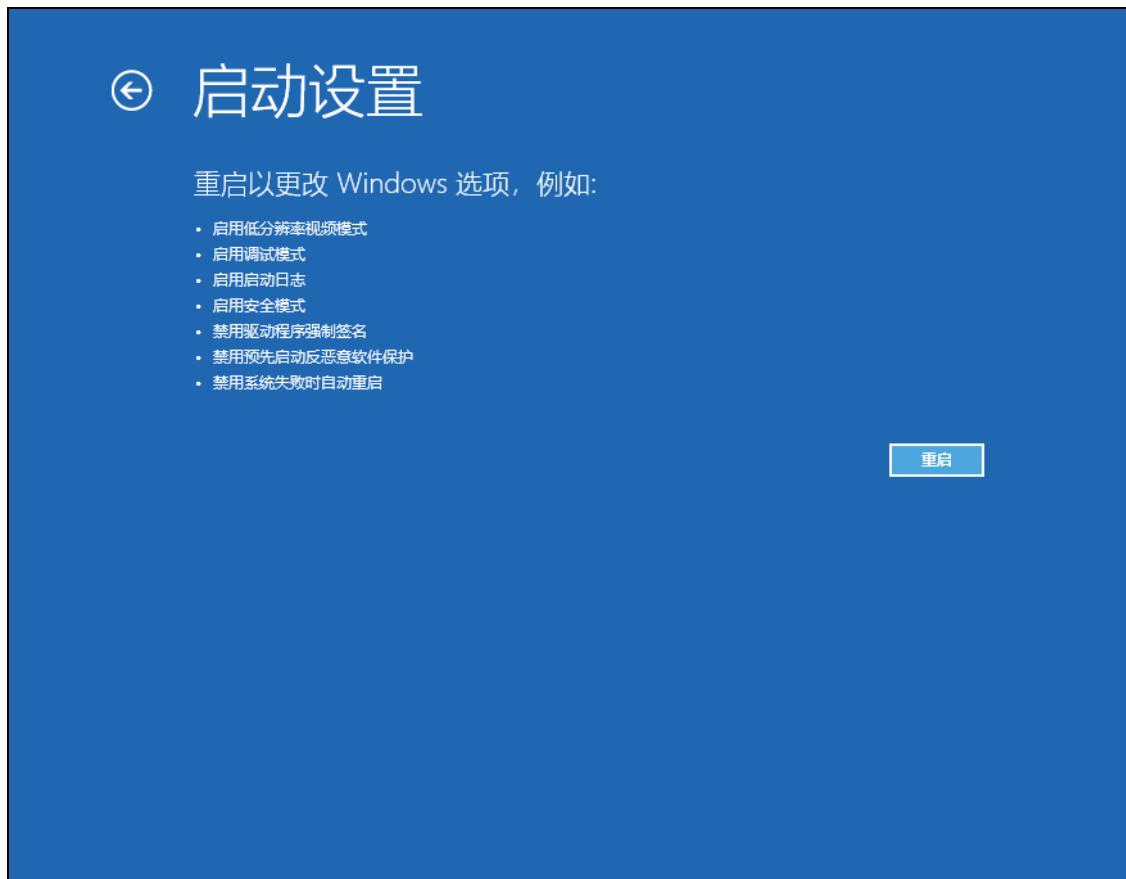 启动设置
重启以更改 Windows 选项，例如:
• 启用低分辨率视频模式
• 启用调试模式
• 启用启动日志
• 启用安全模式
• 禁用驱动程序强制签名
• 禁用预先启动反恶意软件保护
• 禁用系统失败时自动重启
重启